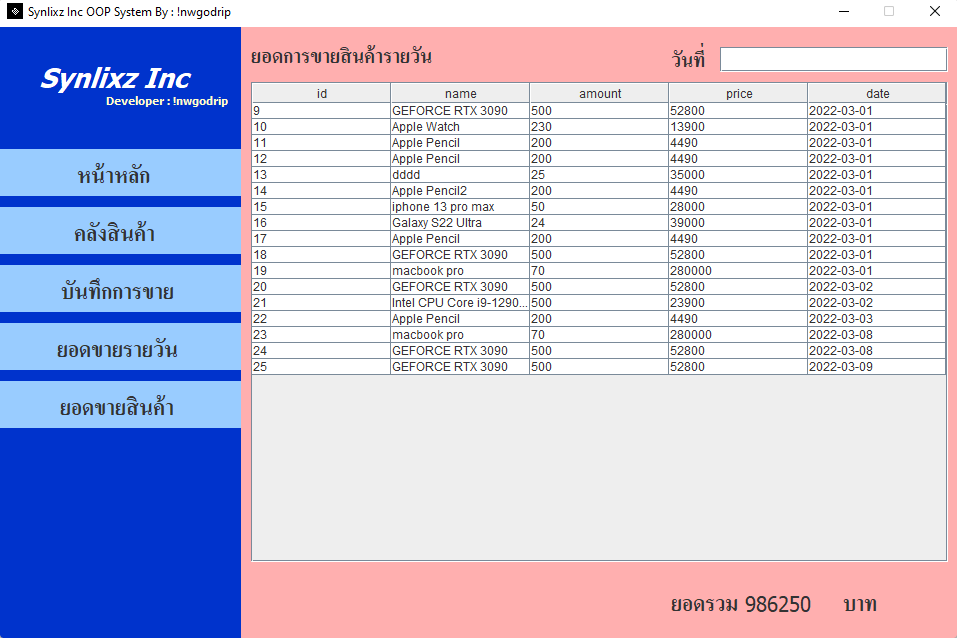 Synlixz Inc OOP System By : !nwgodrip
Synlixz Inc
Developer : !nwgodrip
หน้าหลัก
คลังสินค้า
บันทึกการขาย
ยอดขายรายวัน
ยอดขายสินค้า
ยอดการขายสินค้ารายวัน วันที่
id name amount price date
9 GEFORCE RTX 3090 500 52800 2022-03-01
10 Apple Watch 230 13900 2022-03-01
11 Apple Pencil 200 4490 2022-03-01
12 Apple Pencil 200 4490 2022-03-01
13 dddd 25 35000 2022-03-01
14 Apple Pencil2 200 4490 2022-03-01
15 iphone 13 pro max 50 28000 2022-03-01
16 Galaxy S22 Ultra 24 39000 2022-03-01
17 Apple Pencil 200 4490 2022-03-01
18 GEFORCE RTX 3090 500 52800 2022-03-01
19 macbook pro 70 280000 2022-03-01
20 GEFORCE RTX 3090 500 52800 2022-03-02
21 Intel CPU Core i9-1290... 500 23900 2022-03-02
22 Apple Pencil 200 4490 2022-03-03
23 macbook pro 70 280000 2022-03-08
24 GEFORCE RTX 3090 500 52800 2022-03-08
25 GEFORCE RTX 3090 500 52800 2022-03-09
ยอดรวม 986250 บาท